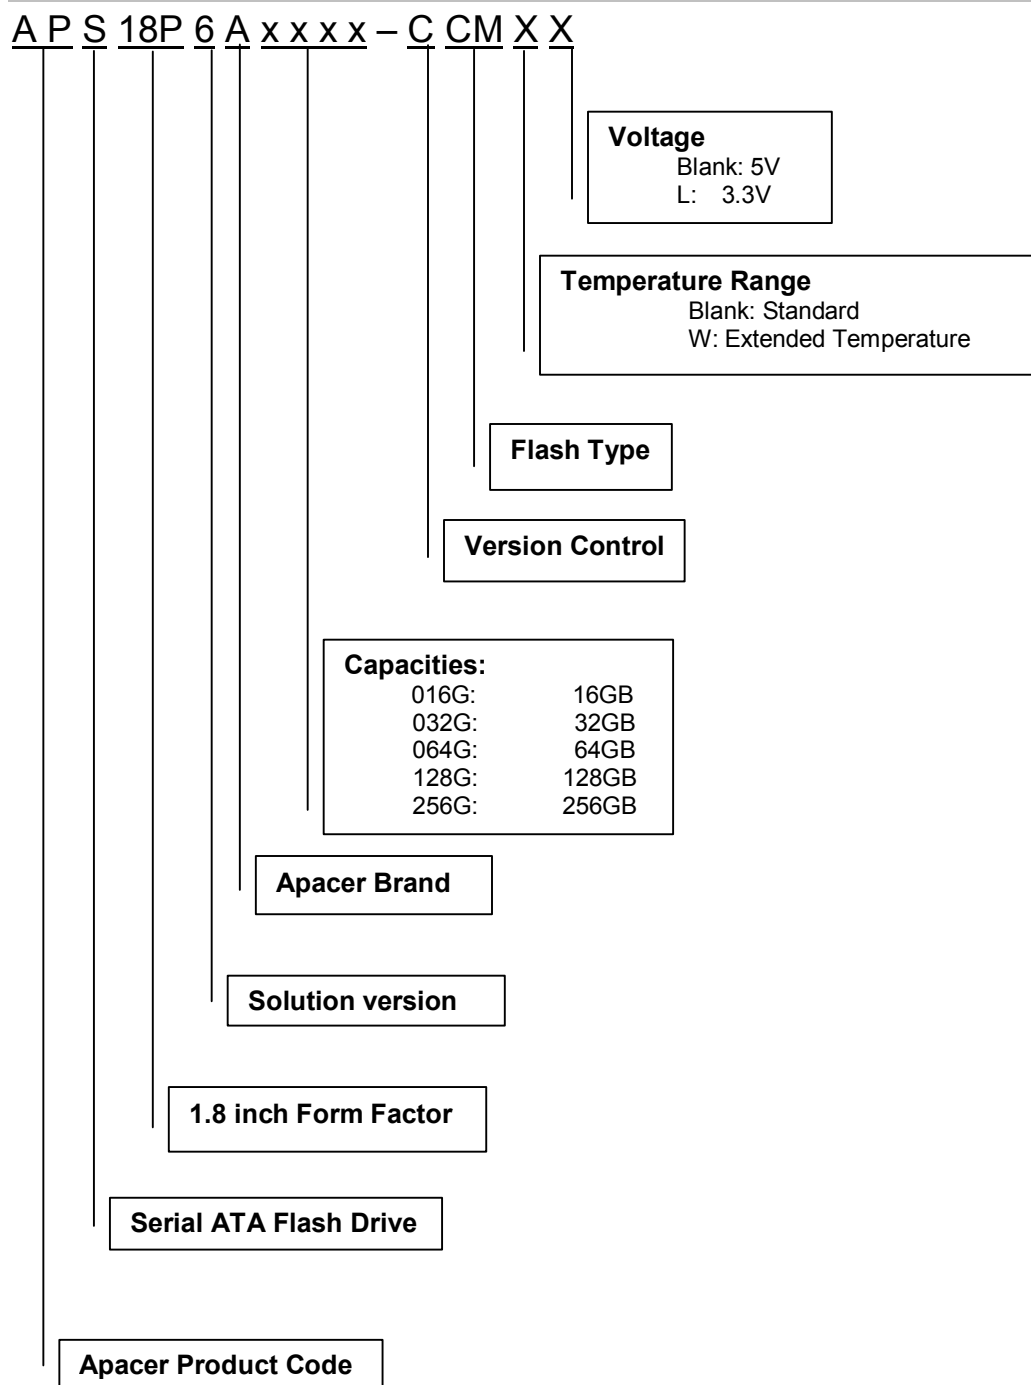 A P S 18P 6 A x x x x – C CM X X
Voltage
Blank: 5V
L: 3.3V
Temperature Range
Blank: Standard
W: Extended Temperature
Flash Type
Version Control
Capacities:
016G: 16GB
032G: 32GB
064G: 64GB
128G: 128GB
256G: 256GB
Apacer Brand
Solution version
1.8 inch Form Factor
Serial ATA Flash Drive
Apacer Product Code